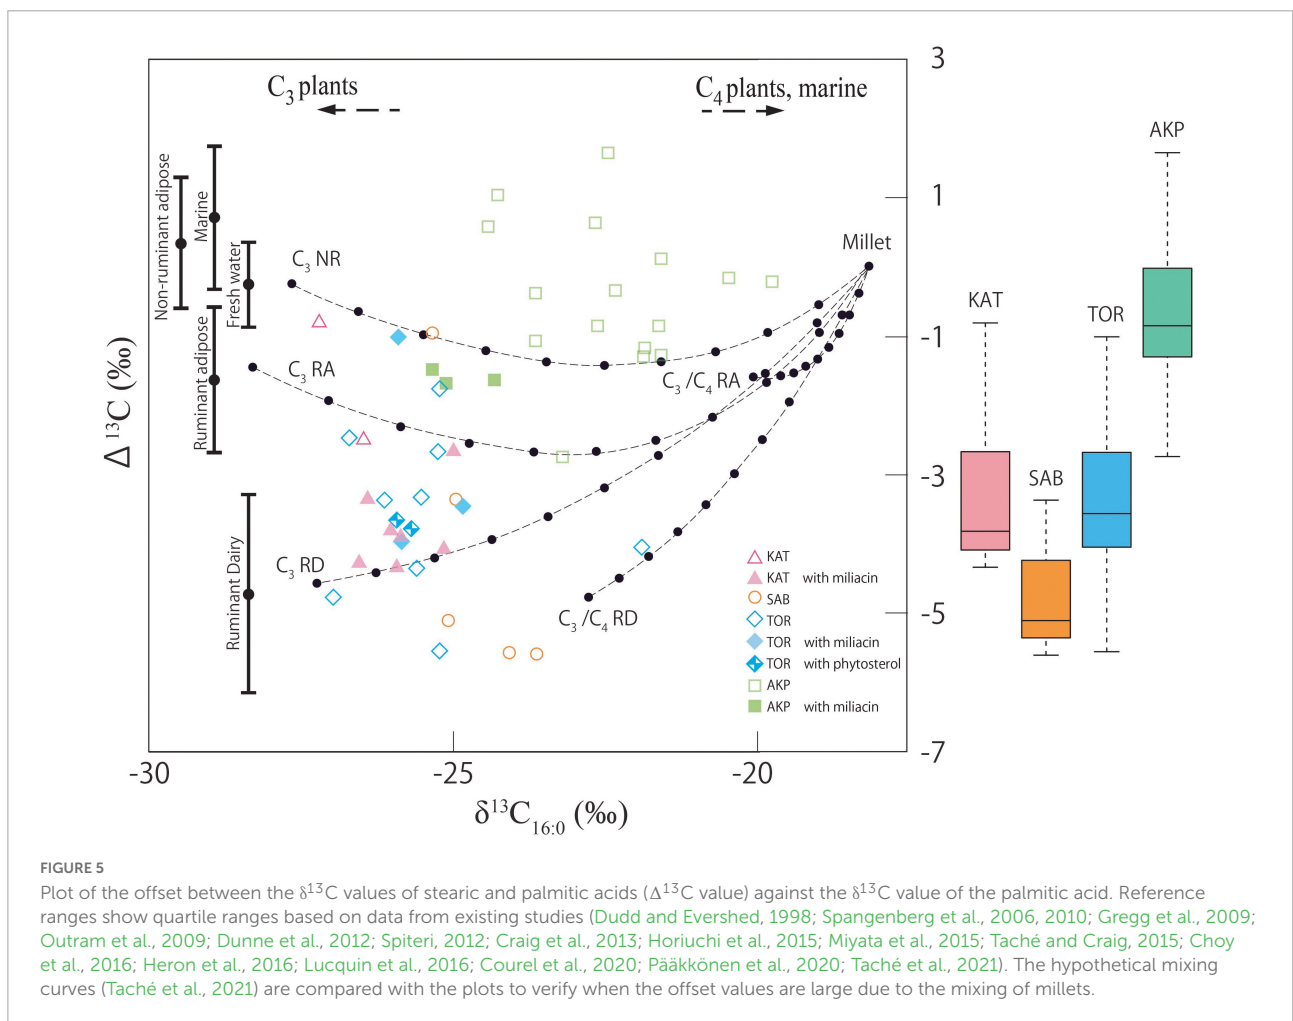 C3 plants
C4 plants, marine
3
1
-1
-3
-5
-7
-30
-25
-20
Δ 13C (‰)
δ13C16:0 (‰)
Non-ruminant adipose
Marine
Fresh water
Ruminant adipose
Ruminant Dairy
C3 NR
C3 RA
C3 RD
C3 /C4 RA
C3 /C4 RD
Millet
KAT
SAB
TOR
AKP
KAT
KAT with miliacin
SAB
TOR
TOR with miliacin
TOR with phytosterol
AKP
AKP with miliacin
FIGURE 5
Plot of the offset between the δ13C values of stearic and palmitic acids (Δ13C value) against the δ13C value of the palmitic acid. Reference
ranges show quartile ranges based on data from existing studies (Dudd and Evershed, 1998; Spangenberg et al., 2006, 2010; Gregg et al., 2009;
Outram et al., 2009; Dunne et al., 2012; Spiteri, 2012; Craig et al., 2013; Horiuchi et al., 2015; Miyata et al., 2015; Taché and Craig, 2015; Choy
et al., 2016; Heron et al., 2016; Lucquin et al., 2016; Courel et al., 2020; Pääkkönen et al., 2020; Taché et al., 2021). The hypothetical mixing
curves (Taché et al., 2021) are compared with the plots to verify when the offset values are large due to the mixing of millets.